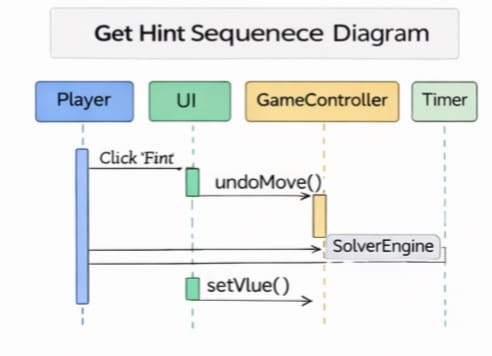 Get Hint Sequenece Diagram
Player UI GameController Timer
Click 'Fint
undoMove()
SolverEngine
setVlue()